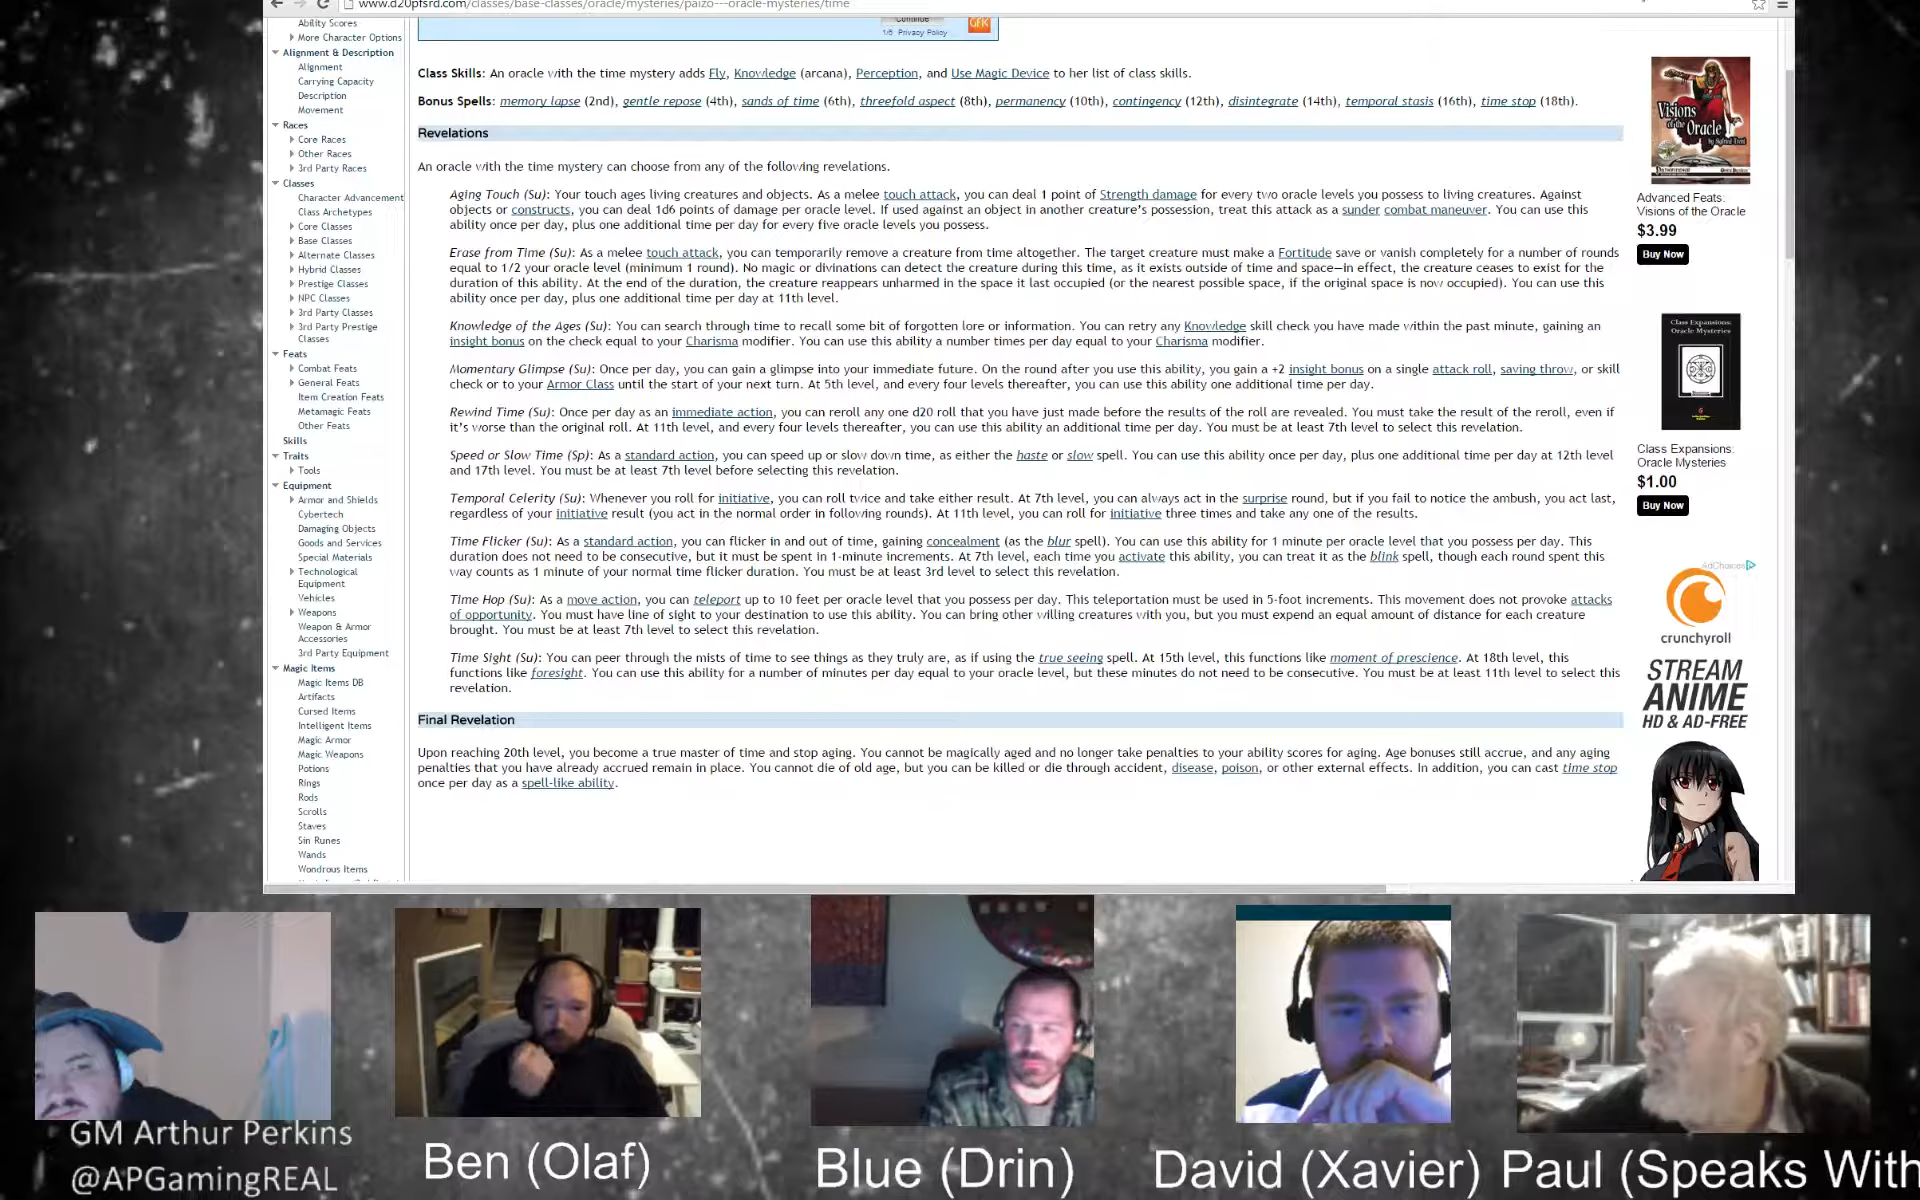 www.d20pfsrd.com/classes/base-classes/oracle/mysteries/paizo---oracle-mysteries/time
Ability Scores
More Character Options
Alignment & Description
Alignment
Carrying Capacity
Description
Movement
Races
Core Races
Other Races
3rd Party Races
Classes
Character Advancement
Class Archetypes
Core Classes
Base Classes
Alternate Classes
Hybrid Classes
Prestige Classes
NPC Classes
3rd Party Classes
3rd Party Prestige
Classes
Feats
Combat Feats
General Feats
Item Creation Feats
Metamagic Feats
Other Feats
Skills
Traits
Tools
Equipment
Armor and Shields
Cybertech
Damaging Objects
Goods and Services
Special Materials
Technological
Equipment
Vehicles
Weapons
Weapon & Armor
Accessories
3rd Party Equipment
Magic Items
Magic Items DB
Artifacts
Cursed Items
Intelligent Items
Magic Armor
Magic Weapons
Potions
Rings
Rods
Scrolls
Staves
Sin Runes
Wands
Wondrous Items
Continue
GFK
1/6 Privacy Policy
Class Skills: An oracle with the time mystery adds Fly, Knowledge (arcana), Perception, and Use Magic Device to her list of class skills.
Bonus Spells: memory lapse (2nd), gentle repose (4th), sands of time (6th), threefold aspect (8th), permanency (10th), contingency (12th), disintegrate (14th), temporal stasis (16th), time stop (18th).
Revelations
An oracle with the time mystery can choose from any of the following revelations.
Aging Touch (Su): Your touch ages living creatures and objects. As a melee touch attack, you can deal 1 point of Strength damage for every two oracle levels you possess to living creatures. Against
objects or constructs, you can deal 1d6 points of damage per oracle level. If used against an object in another creature's possession, treat this attack as a sunder combat maneuver. You can use this
ability once per day, plus one additional time per day for every five oracle levels you possess.
Erase from Time (Su): As a melee touch attack, you can temporarily remove a creature from time altogether. The target creature must make a Fortitude save or vanish completely for a number of rounds
equal to 1/2 your oracle level (minimum 1 round). No magic or divinations can detect the creature during this time, as it exists outside of time and space—in effect, the creature ceases to exist for the
duration of this ability. At the end of the duration, the creature reappears unharmed in the space it last occupied (or the nearest possible space, if the original space is now occupied). You can use this
ability once per day, plus one additional time per day at 11th level.
Knowledge of the Ages (Su): You can search through time to recall some bit of forgotten lore or information. You can retry any Knowledge skill check you have made within the past minute, gaining an
insight bonus on the check equal to your Charisma modifier. You can use this ability a number times per day equal to your Charisma modifier.
Momentary Glimpse (Su): Once per day, you can gain a glimpse into your immediate future. On the round after you use this ability, you gain a +2 insight bonus on a single attack roll, saving throw, or skill
check or to your Armor Class until the start of your next turn. At 5th level, and every four levels thereafter, you can use this ability one additional time per day.
Rewind Time (Su): Once per day as an immediate action, you can reroll any one d20 roll that you have just made before the results of the roll are revealed. You must take the result of the reroll, even if
it's worse than the original roll. At 11th level, and every four levels thereafter, you can use this ability an additional time per day. You must be at least 7th level to select this revelation.
Speed or Slow Time (Sp): As a standard action, you can speed up or slow down time, as either the haste or slow spell. You can use this ability once per day, plus one additional time per day at 12th level
and 17th level. You must be at least 7th level before selecting this revelation.
Temporal Celerity (Su): Whenever you roll for initiative, you can roll twice and take either result. At 7th level, you can always act in the surprise round, but if you fail to notice the ambush, you act last,
regardless of your initiative result (you act in the normal order in following rounds). At 11th level, you can roll for initiative three times and take any one of the results.
Time Flicker (Su): As a standard action, you can flicker in and out of time, gaining concealment (as the blur spell). You can use this ability for 1 minute per oracle level that you possess per day. This
duration does not need to be consecutive, but it must be spent in 1-minute increments. At 7th level, each time you activate this ability, you can treat it as the blink spell, though each round spent this
way counts as 1 minute of your normal time flicker duration. You must be at least 3rd level to select this revelation.
Time Hop (Su): As a move action, you can teleport up to 10 feet per oracle level that you possess per day. This teleportation must be used in 5-foot increments. This movement does not provoke attacks
of opportunity. You must have line of sight to your destination to use this ability. You can bring other willing creatures with you, but you must expend an equal amount of distance for each creature
brought. You must be at least 7th level to select this revelation.
Time Sight (Su): You can peer through the mists of time to see things as they truly are, as if using the true seeing spell. At 15th level, this functions like moment of prescience. At 18th level, this
functions like foresight. You can use this ability for a number of minutes per day equal to your oracle level, but these minutes do not need to be consecutive. You must be at least 11th level to select this
revelation.
Final Revelation
Upon reaching 20th level, you become a true master of time and stop aging. You cannot be magically aged and no longer take penalties to your ability scores for aging. Age bonuses still accrue, and any aging
penalties that you have already accrued remain in place. You cannot die of old age, but you can be killed or die through accident, disease, poison, or other external effects. In addition, you can cast time stop
once per day as a spell-like ability.
Visions
of the
Oracle
Advanced Feats:
Visions of the Oracle
$3.99
Buy Now
Class Expansions:
Oracle Mysteries
Class Expansions:
Oracle Mysteries
$1.00
Buy Now
AdChoices
crunchyroll
STREAM
ANIME
HD & AD-FREE
GM Arthur Perkins
@APGamingREAL
Ben (Olaf)
Blue (Drin)
David (Xavier)
Paul (Speaks With